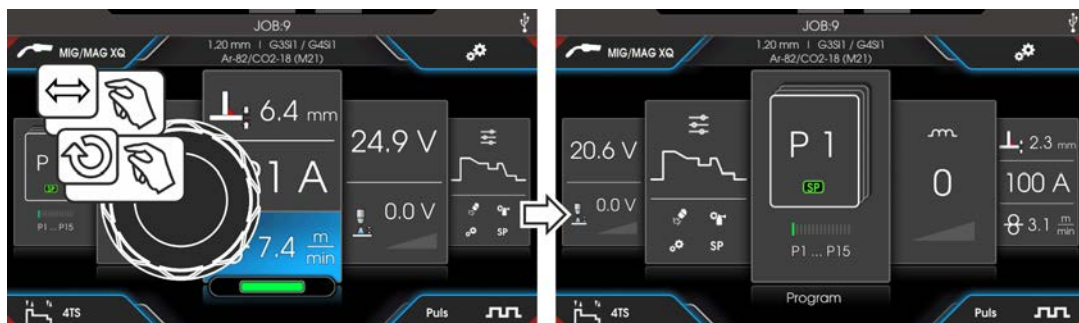 JOB:9
MIG/MAG XQ
1,20 mm I G3Si1 / G4Si1
Ar-82/CO2-18 (M21)
6.4 mm
24.9 V
P
SP
P1 ... P15
1 A
0.0 V
SP
7.4 m/min
4TS
Puls
JOB:9
MIG/MAG XQ
1,20 mm I G3Si1 / G4Si1
Ar-82/CO2-18 (M21)
20.6 V
0.0 V
SP
P 1
SP
P1 ... P15
Program
0
2.3 mm
100 A
3.1 m/min
4TS
Puls